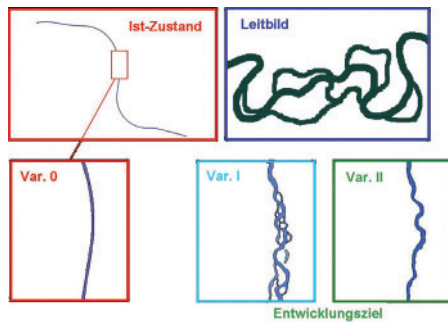 Ist-Zustand
Leitbild
Var. 0
Var. I
Var. II
Entwicklungsziel